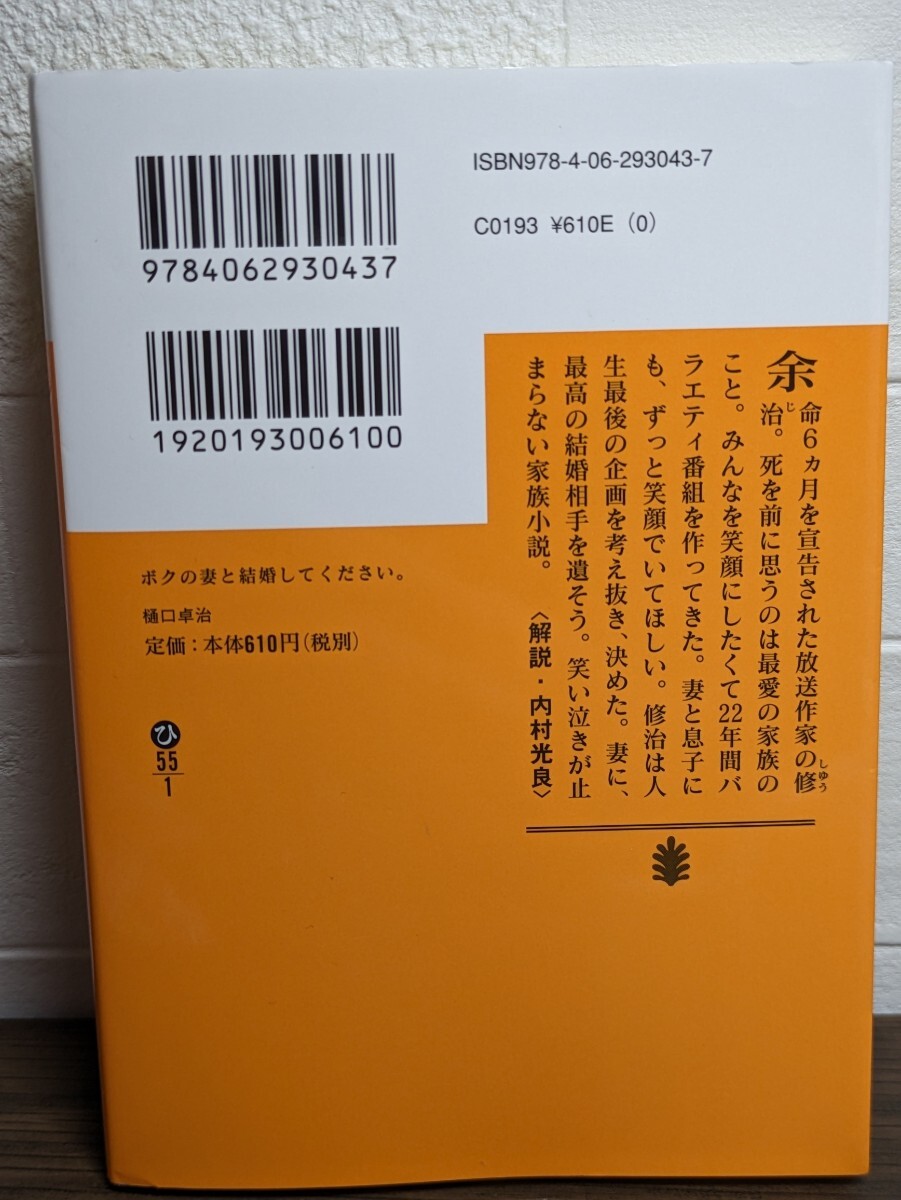 ISBN978-4-06-293043-7
C0193 ¥610E (0)
9784062930437
1920193006100
余命6ヵ月を宣告された放送作家の修
治。死を前に思うのは最愛の家族の
こと。みんなを笑顔にしたくて22年間バ
ラエティ番組を作ってきた。妻と息子に
も、ずっと笑顔でいてほしい。修治は人
生最後の企画を考え抜き、決めた。妻に、
最高の結婚相手を遺そう。笑い泣きが止
まらない家族小説。〈解説・内村光良〉
しゅう
じ
ボクの妻と結婚してください。
樋口卓治
定価:本体610円(税別)
ひ
55
1